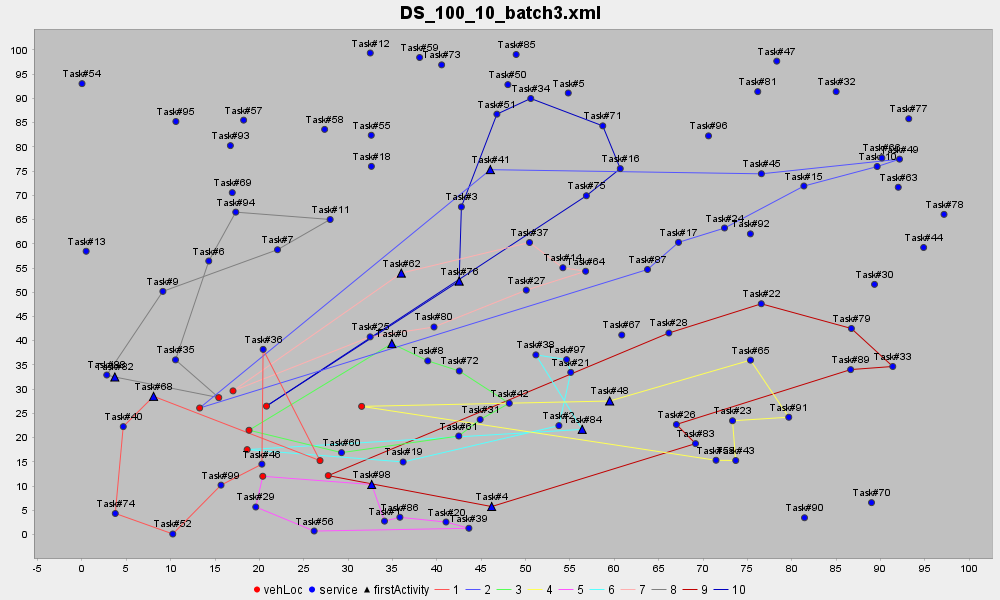 DS_100_10_batch3.xml
Task#12
Task#59
Task#73
Task#85
Task#47
Task#54
Task#50
Task#34
Task#5
Task#81
Task#32
Task#51
Task#95
Task#57
Task#58
Task#55
Task#71
Task#96
Task#77
Task#93
Task#18
Task#41
Task#16
Task#45
Task#49
Task#10
Task#69
Task#94
Task#11
Task#3
Task#75
Task#15
Task#63
Task#78
Task#13
Task#6
Task#7
Task#37
Task#17
Task#24
Task#92
Task#44
Task#62
Task#76
Task#14
Task#64
Task#87
Task#9
Task#27
Task#30
Task#22
Task#25
Task#0
Task#80
Task#67
Task#28
Task#79
Task#35
Task#36
Task#8
Task#72
Task#38
Task#97
Task#21
Task#65
Task#89
Task#33
Task#82
Task#68
Task#42
Task#48
Task#40
Task#31
Task#2
Task#84
Task#26
Task#23
Task#91
Task#61
Task#60
Task#19
Task#83
Task#43
Task#46
Task#99
Task#98
Task#74
Task#29
Task#86
Task#20
Task#39
Task#4
Task#70
Task#90
Task#52
Task#56
100
95
90
85
80
75
70
65
60
55
50
45
40
35
30
25
20
15
10
5
0
-5 0 5 10 15 20 25 30 35 40 45 50 55 60 65 70 75 80 85 90 95 100
vehLoc service firstActivity 1 2 3 4 5 6 7 8 9 10